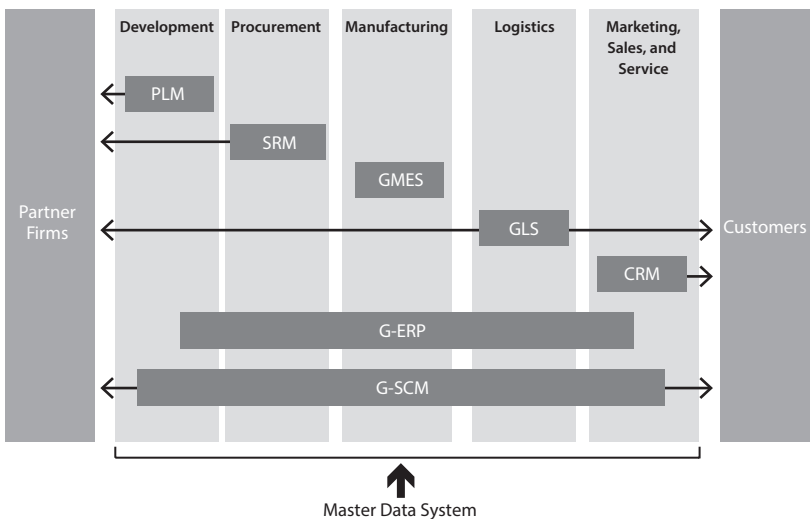 Development
Procurement
Manufacturing
Logistics
Marketing,
Sales, and
Service
PLM
SRM
GMES
Partner
Firms
GLS
Customers
CRM
G-ERP
G-SCM
Master Data System